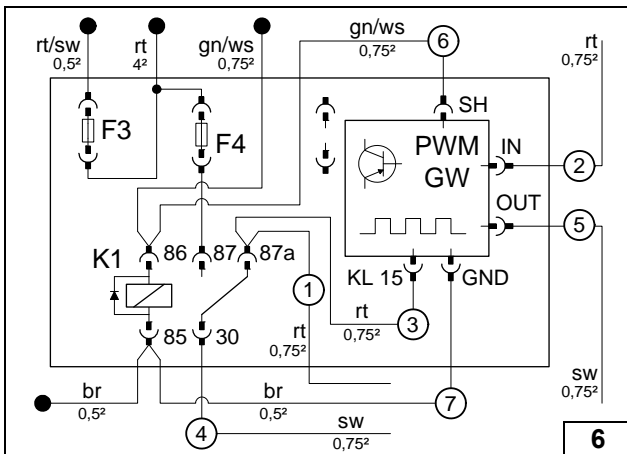 rt/sw
0,5²
rt
4²
gn/ws
0,75²
gn/ws
0,75²
6
rt
0,75²
F3
F4
SH
PWM
GW
IN
2
OUT
5
K1
86
87
87a
KL 15
GND
1
rt
0,75²
3
rt
0,75²
85
30
br
0,5²
br
0,5²
7
sw
0,75²
4
sw
0,75²
6